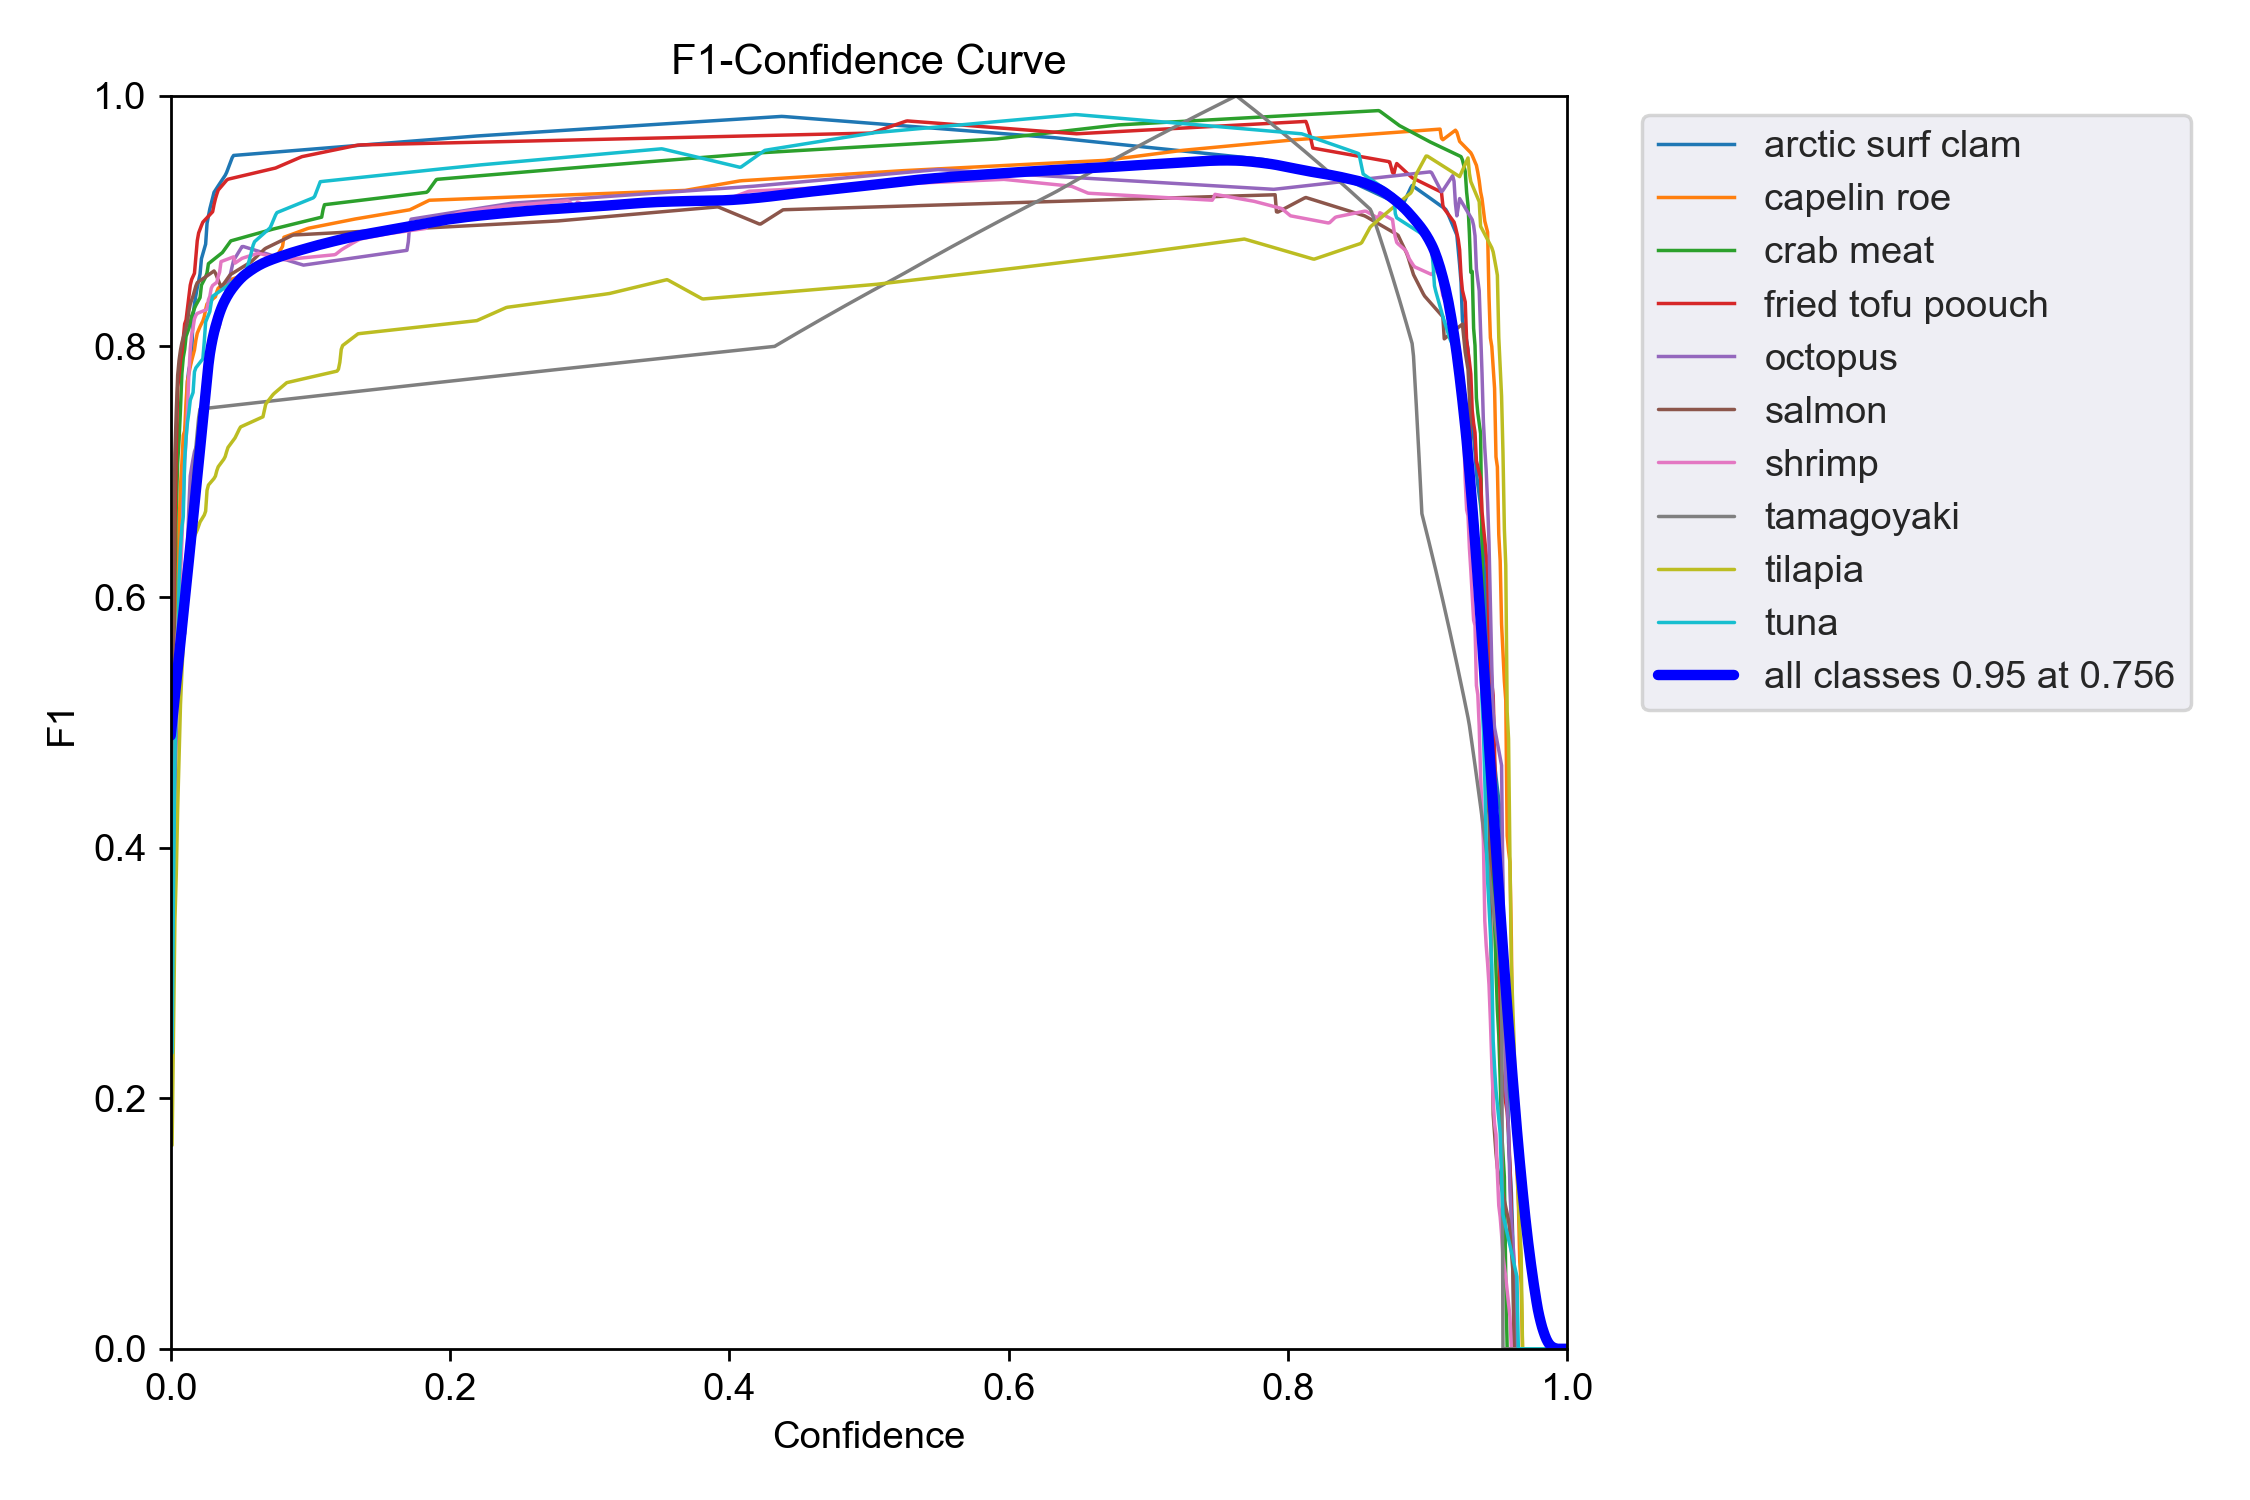 F1-Confidence Curve
1.0
0.8
0.6
0.4
0.2
0.0
F1
0.0 0.2 0.4 0.6 0.8 1.0
Confidence
arctic surf clam
capelin roe
crab meat
fried tofu poouch
octopus
salmon
shrimp
tamagoyaki
tilapia
tuna
all classes 0.95 at 0.756